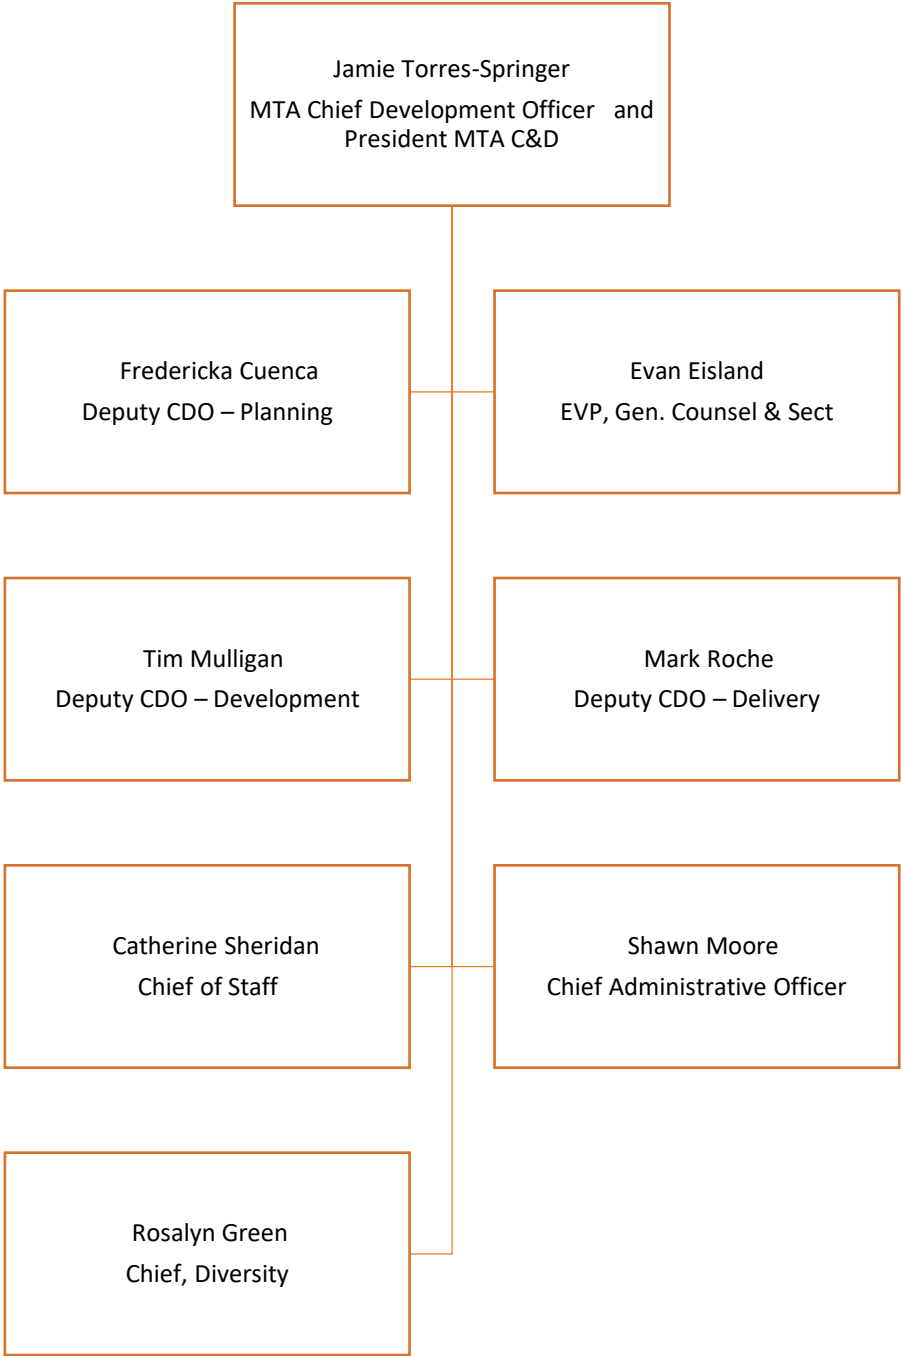 Jamie Torres-Springer
MTA Chief Development Officer and
President MTA C&D
Fredericka Cuenca
Deputy CDO – Planning
Evan Eisland
EVP, Gen. Counsel & Sect
Tim Mulligan
Deputy CDO – Development
Mark Roche
Deputy CDO – Delivery
Catherine Sheridan
Chief of Staff
Shawn Moore
Chief Administrative Officer
Rosalyn Green
Chief, Diversity